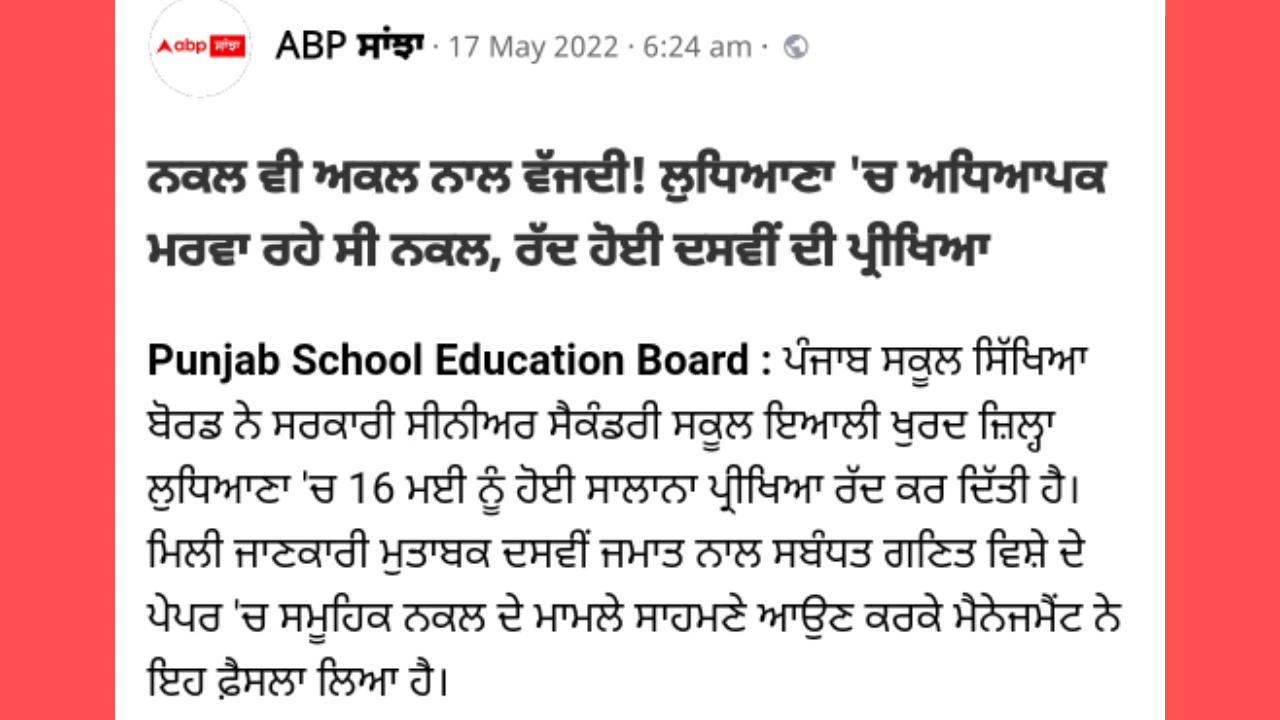 abp ਸਾਂਝਾ
ABP ਸਾਂਝਾ · 17 May 2022 · 6:24 am ·
ਨਕਲ ਵੀ ਅਕਲ ਨਾਲ ਵੱਜਦੀ! ਲੁਧਿਆਣਾ 'ਚ ਅਧਿਆਪਕ
ਮਰਵਾ ਰਹੇ ਸੀ ਨਕਲ, ਰੱਦ ਹੋਈ ਦਸਵੀਂ ਦੀ ਪ੍ਰੀਖਿਆ
Punjab School Education Board : ਪੰਜਾਬ ਸਕੂਲ ਸਿੱਖਿਆ
ਬੋਰਡ ਨੇ ਸਰਕਾਰੀ ਸੀਨੀਅਰ ਸੈਕੰਡਰੀ ਸਕੂਲ ਇਆਲੀ ਖੁਰਦ ਜ਼ਿਲ੍ਹਾ
ਲੁਧਿਆਣਾ 'ਚ 16 ਮਈ ਨੂੰ ਹੋਈ ਸਾਲਾਨਾ ਪ੍ਰੀਖਿਆ ਰੱਦ ਕਰ ਦਿੱਤੀ ਹੈ।
ਮਿਲੀ ਜਾਣਕਾਰੀ ਮੁਤਾਬਕ ਦਸਵੀਂ ਜਮਾਤ ਨਾਲ ਸਬੰਧਤ ਗਣਿਤ ਵਿਸ਼ੇ ਦੇ
ਪੇਪਰ 'ਚ ਸਮੂਹਿਕ ਨਕਲ ਦੇ ਮਾਮਲੇ ਸਾਹਮਣੇ ਆਉਣ ਕਰਕੇ ਮੈਨੇਜਮੈਂਟ ਨੇ
ਇਹ ਫ਼ੈਸਲਾ ਲਿਆ ਹੈ।